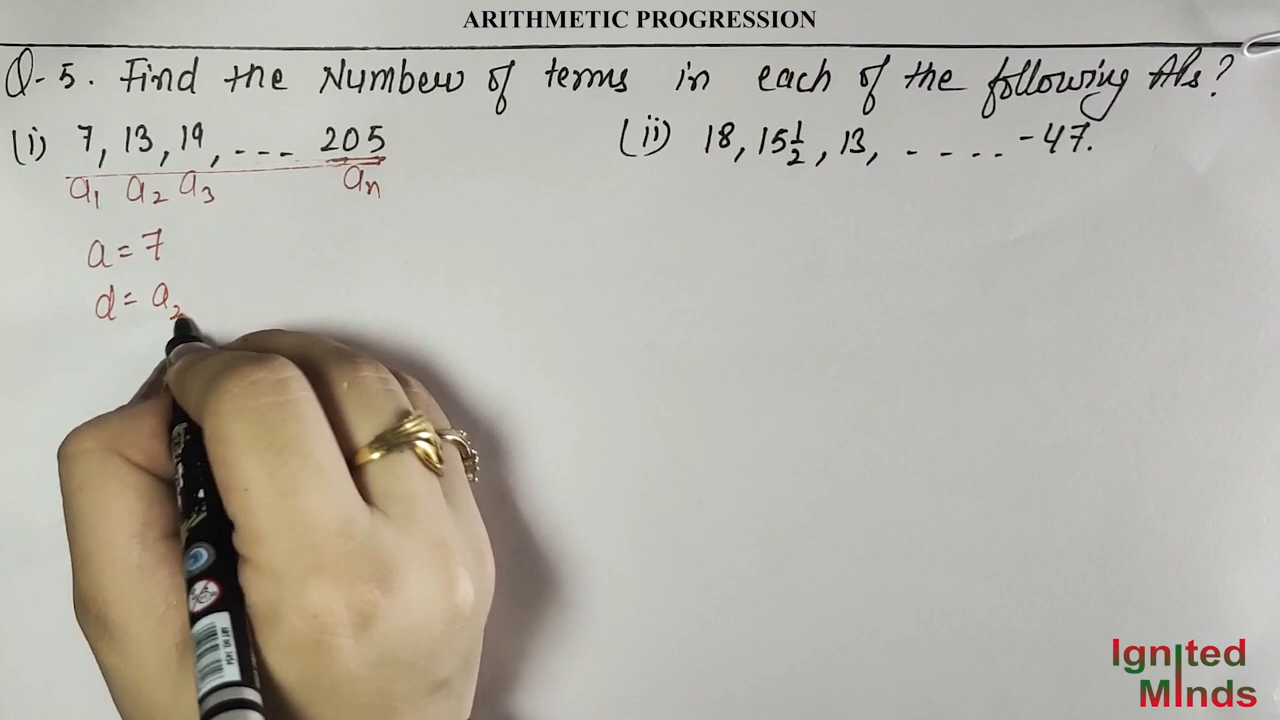 ARITHMETIC PROGRESSION
Q-5. Find the Number of terms in each of the following APs?
(i) 7, 13, 19, --- 205
a1 a2 a3 an
a = 7
d = a2
(ii) 18, 15 1/2, 13, - - - - -47.
Ignited
Minds